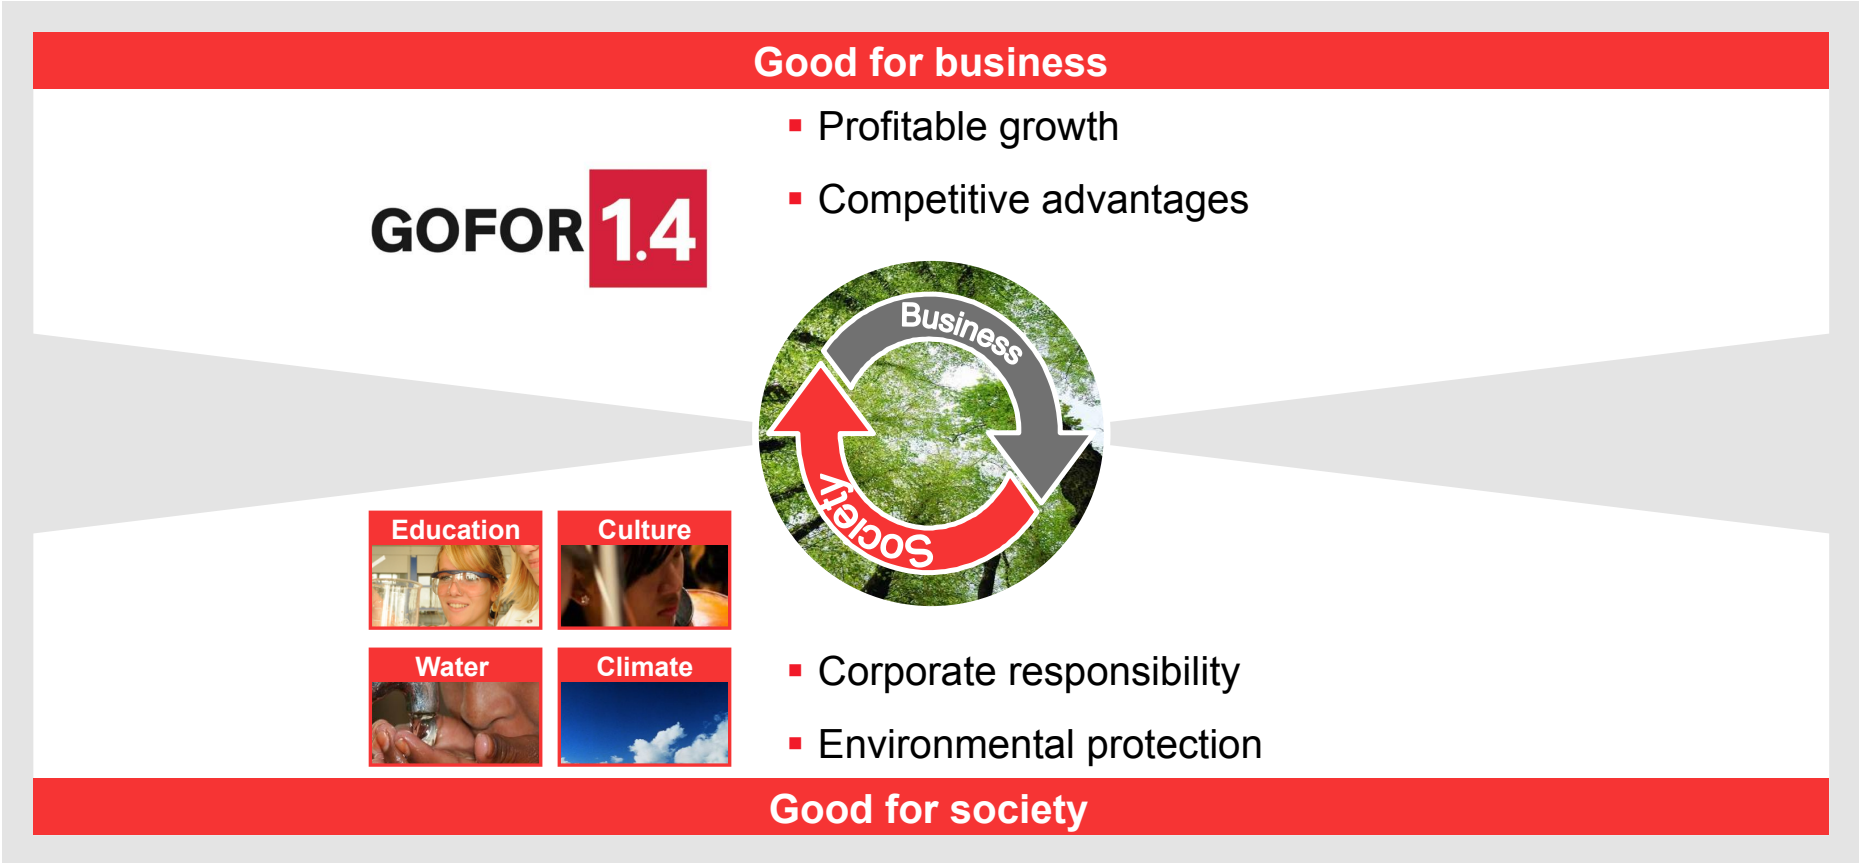 Good for business
Profitable growth
Competitive advantages
GOFOR 1.4
Business
Society
Education
Culture
Water
Climate
Corporate responsibility
Environmental protection
Good for society